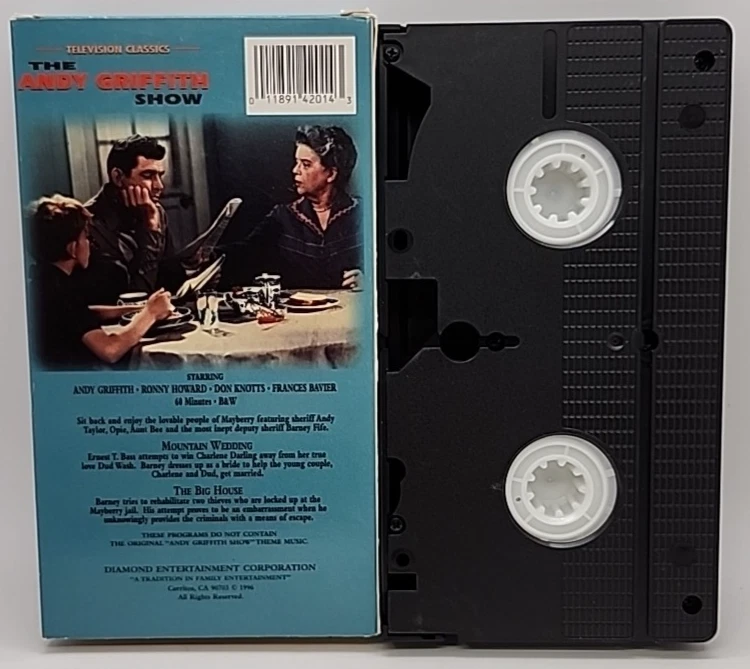 TELEVISION CLASSICS
THE
ANDY GRIFFITH
SHOW
0 11891 42014 3
STARRING
ANDY GRIFFITH • RONNY HOWARD • DON KNOTTS • FRANCES BAVIER
60 Minutes • B&W
Sit back and enjoy the lovable people of Mayberry featuring sheriff Andy
Taylor, Opie, Aunt Bee and the most inept deputy sheriff Barney Fife.
MOUNTAIN WEDDING
Ernest T. Bass attempts to win Charlene Darling away from her true
love Dud Wash. Barney dresses up as a bride to help the young couple,
Charlene and Dud, get married.
THE BIG HOUSE
Barney tries to rehabilitate two thieves who are locked up at the
Mayberry jail. His attempt proves to be an embarrassment when he
unknowingly provides the criminals with a means of escape.
THESE PROGRAMS DO NOT CONTAIN
THE ORIGINAL "ANDY GRIFFITH SHOW" THEME MUSIC.
DIAMOND ENTERTAINMENT CORPORATION
"A TRADITION IN FAMILY ENTERTAINMENT"
Cerritos, CA 90703 © 1996
All Rights Reserved.